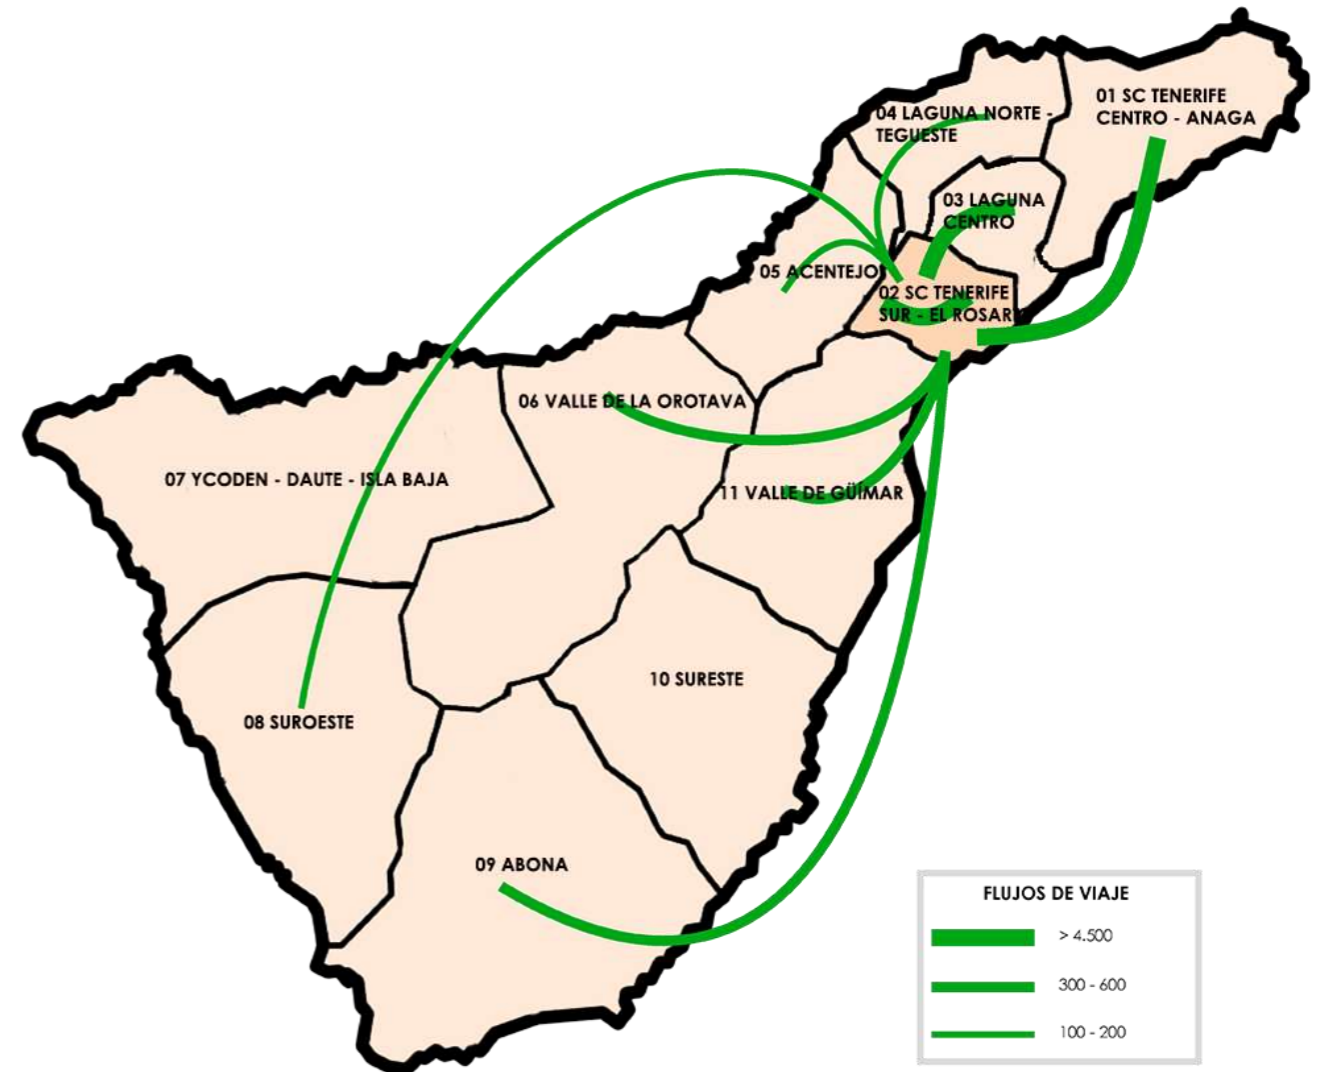 01 SC TENERIFE
CENTRO - ANAGA
04 LAGUNA NORTE -
TEGUESTE
03 LAGUNA
CENTRO
05 ACENTEJO
02 SC TENERIFE
SUR - EL ROSAR
06 VALLE DE LA OROTAVA
07 YCODEN - DAUTE - ISLA BAJA
11 VALLE DE GÜÍMAR
10 SURESTE
08 SUROESTE
09 ABONA
FLUJOS DE VIAJE
> 4.500
300 - 600
100 - 200